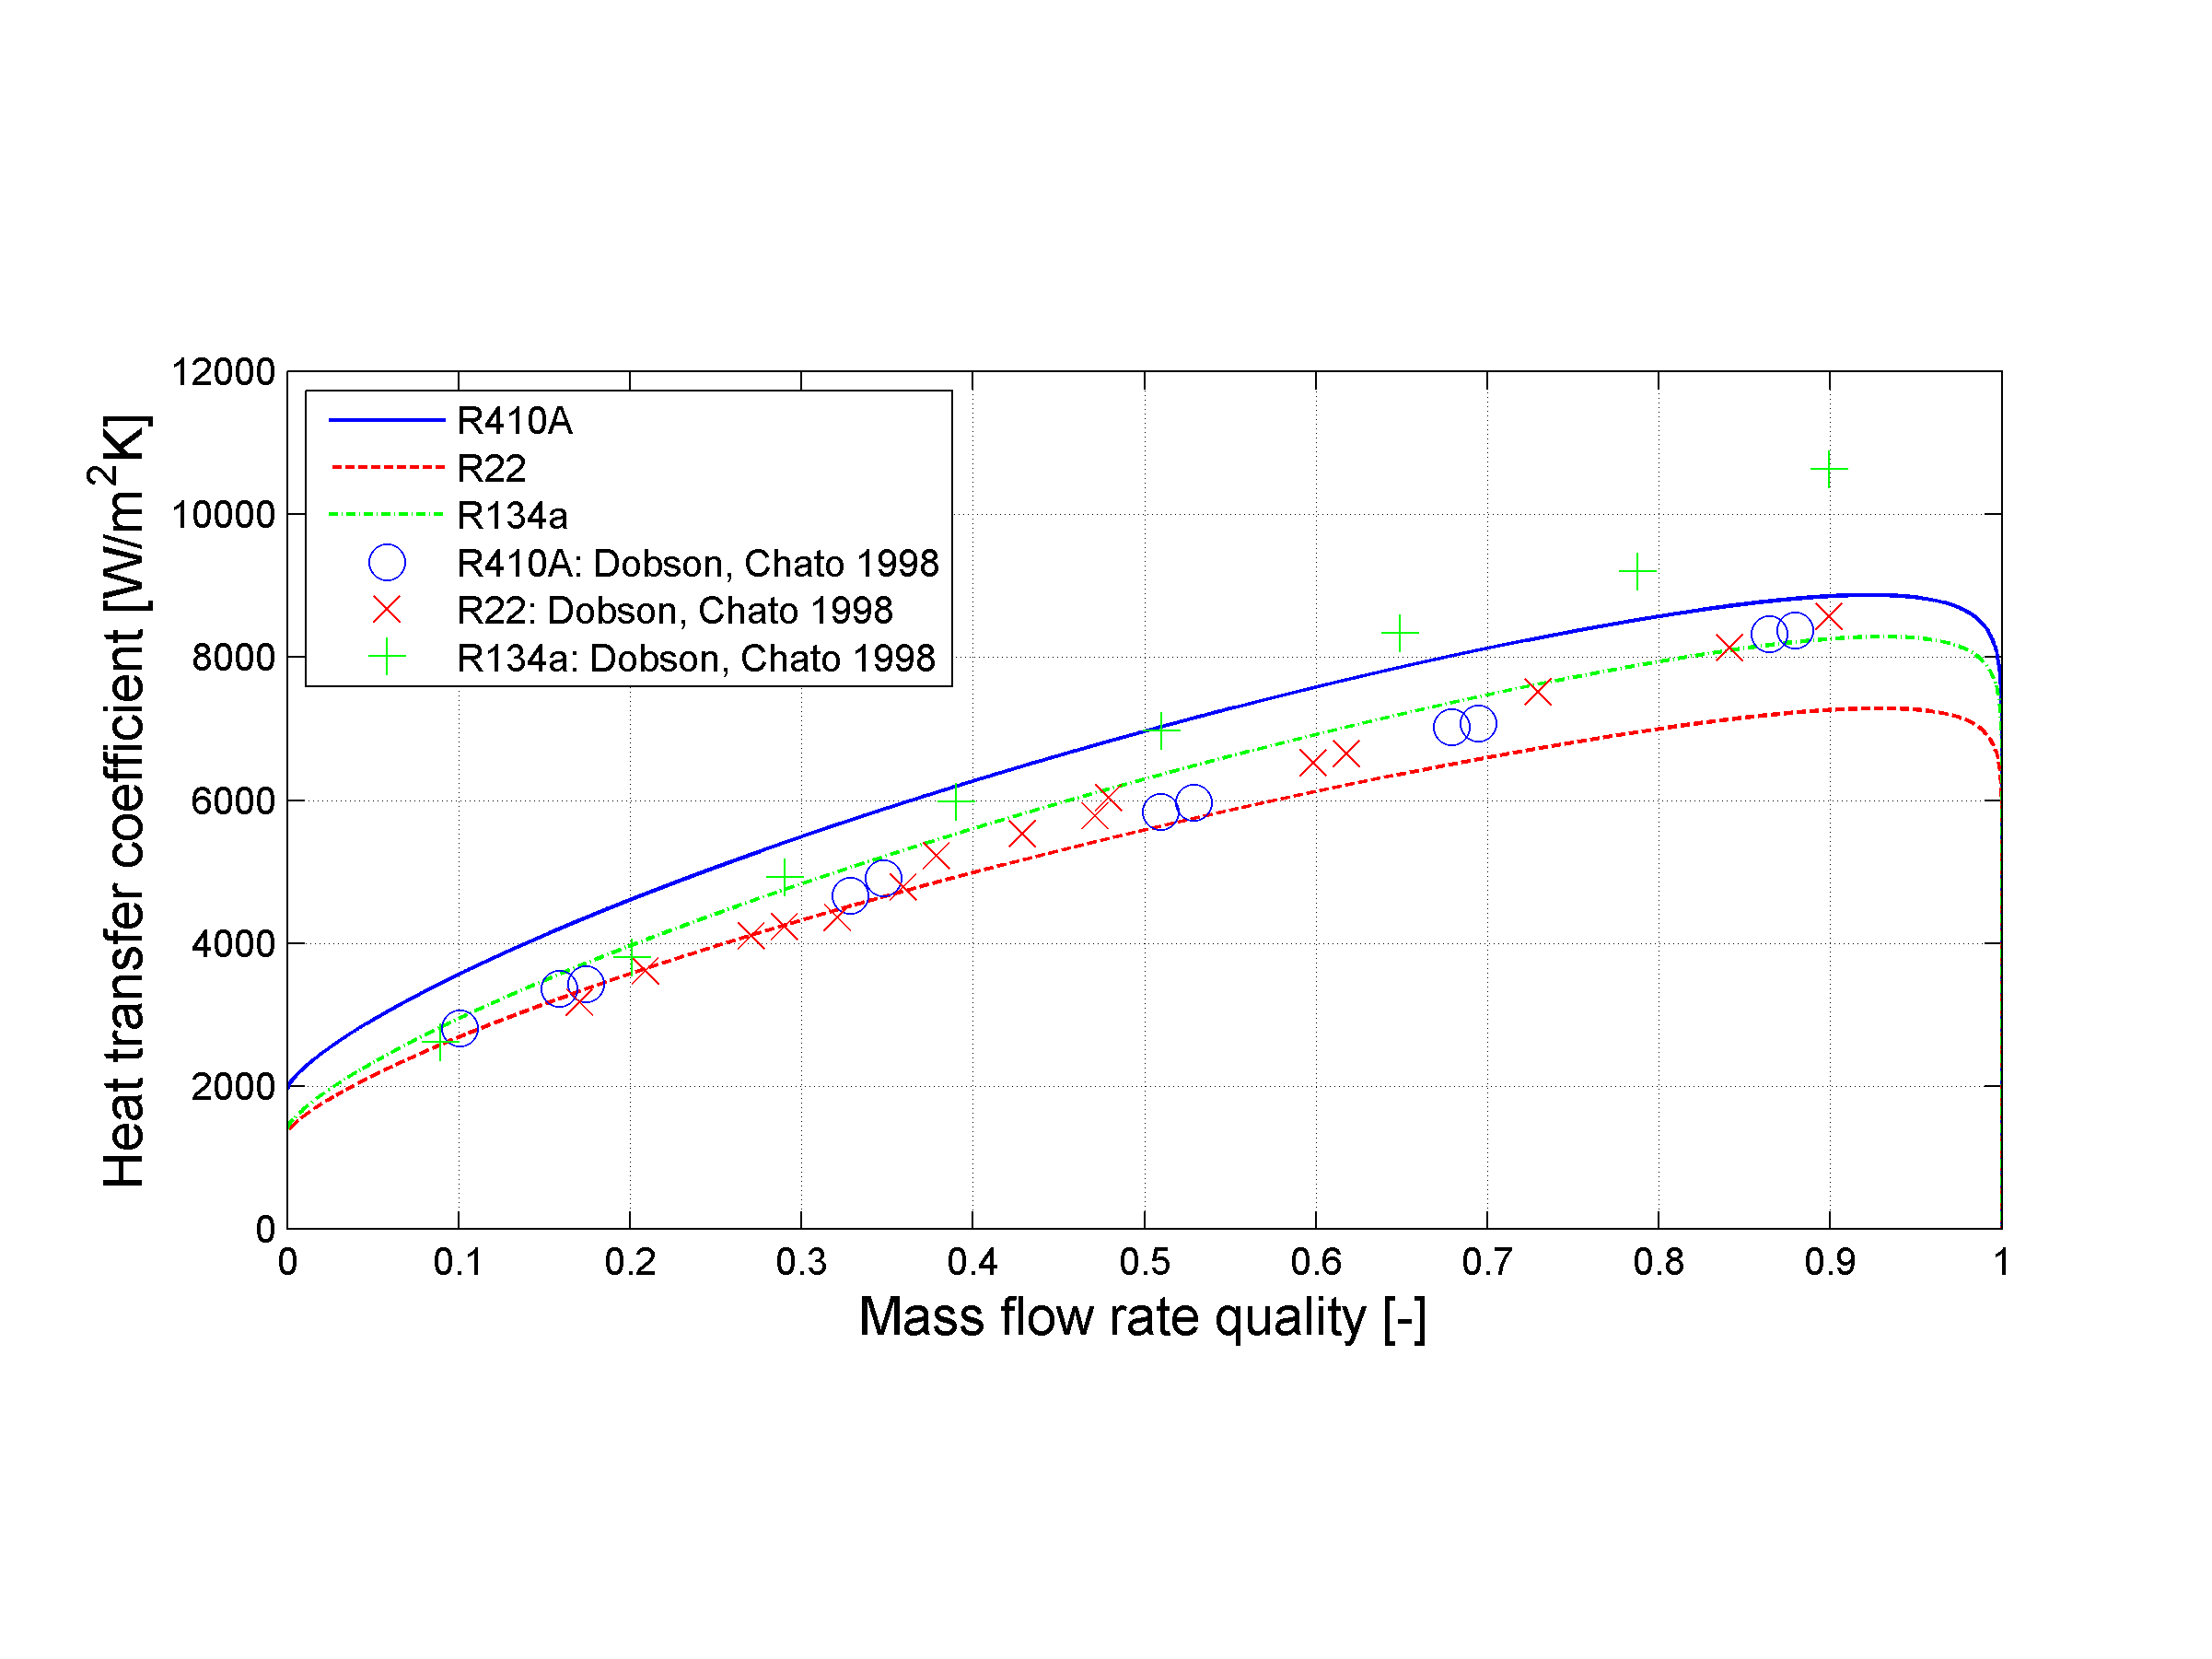 12000
10000
8000
6000
4000
2000
0
Heat transfer coefficient [W/m²K]
R410A
R22
R134a
R410A: Dobson, Chato 1998
R22: Dobson, Chato 1998
R134a: Dobson, Chato 1998
0 0.1 0.2 0.3 0.4 0.5 0.6 0.7 0.8 0.9 1
Mass flow rate quality [-]